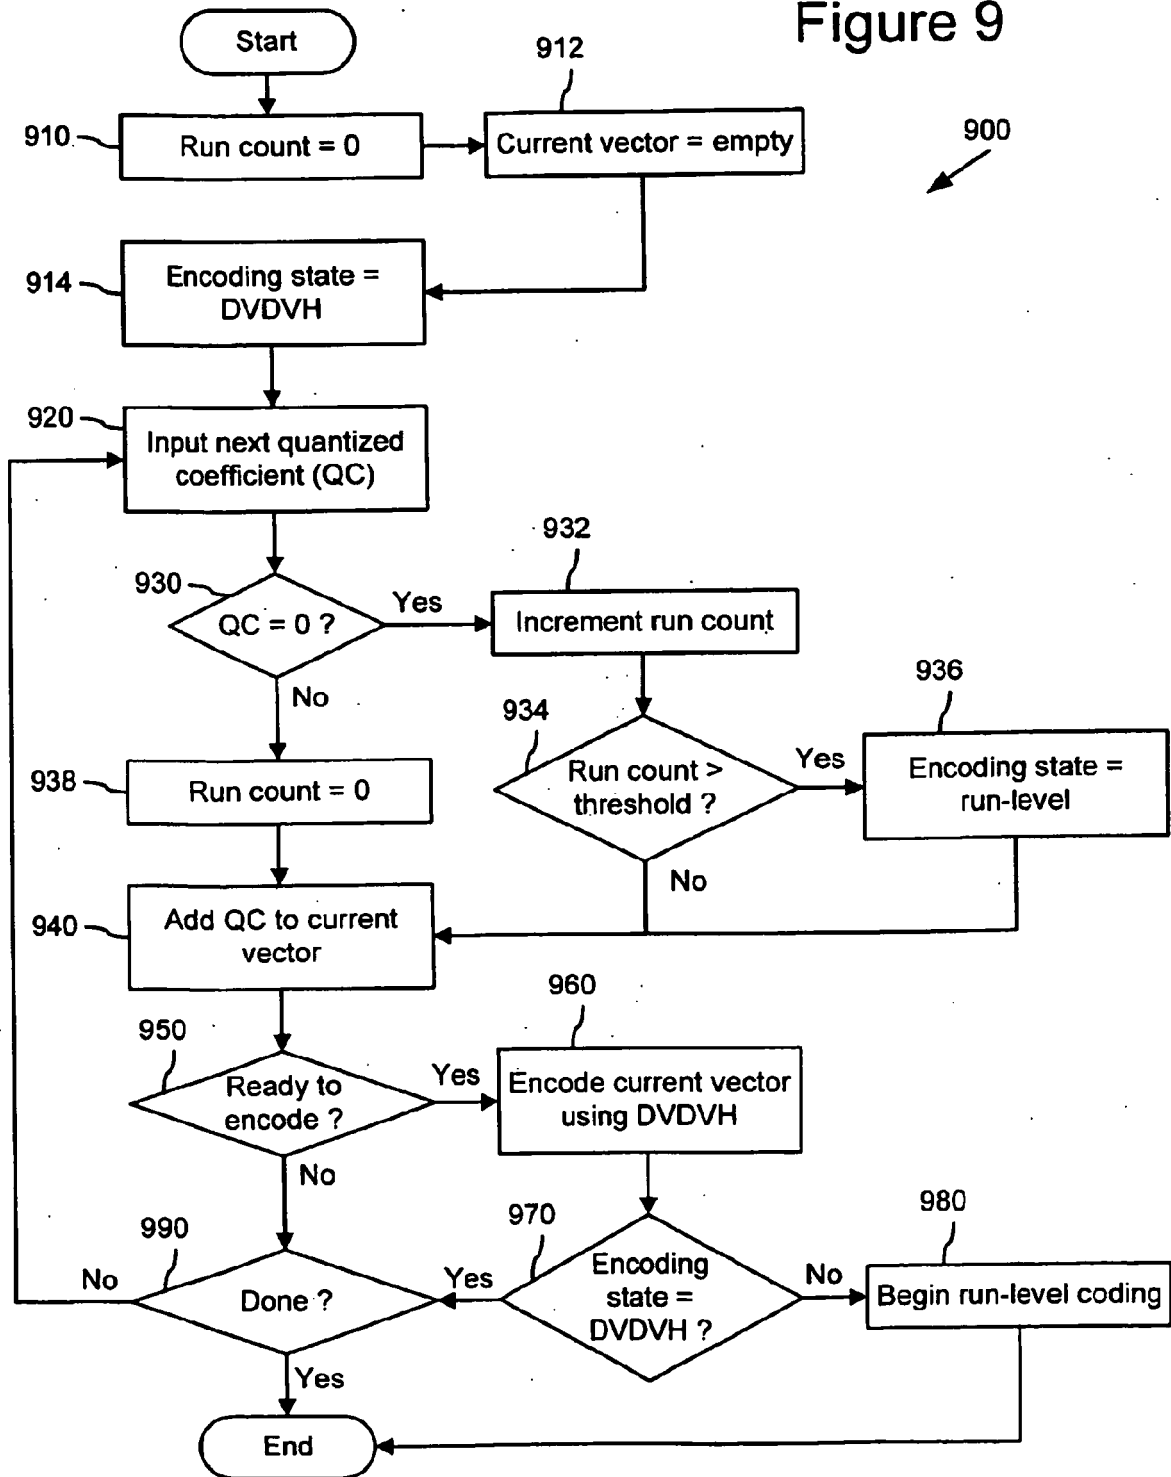 Figure 9
Start
912
910
Run count = 0
Current vector = empty
900
914
Encoding state =
DVDVH
920
Input next quantized
coefficient (QC)
932
930
QC = 0 ?
Yes
Increment run count
No
936
934
Run count >
threshold ?
Yes
Encoding state =
run-level
938
Run count = 0
No
940
Add QC to current
vector
960
950
Ready to
encode ?
Yes
Encode current vector
using DVDVH
No
980
970
990
Encoding
state =
DVDVH ?
No
Begin run-level coding
Yes
Done ?
No
Yes
End